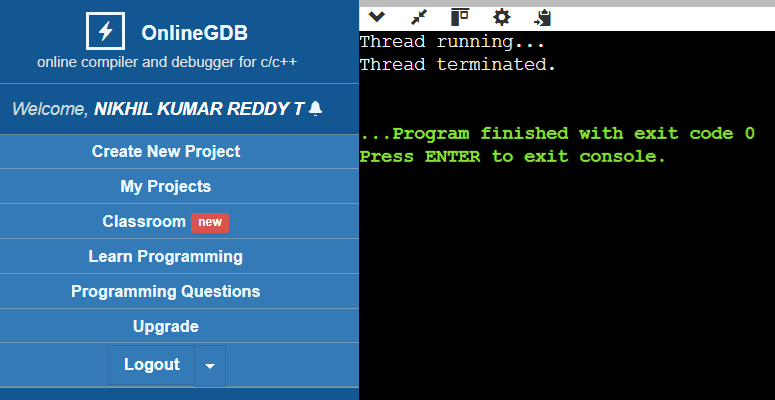 OnlineGDB
online compiler and debugger for c/c++
Welcome, NIKHIL KUMAR REDDY T
Create New Project
My Projects
Classroom new
Learn Programming
Programming Questions
Upgrade
Logout
Thread running...
Thread terminated.
...Program finished with exit code 0
Press ENTER to exit console.